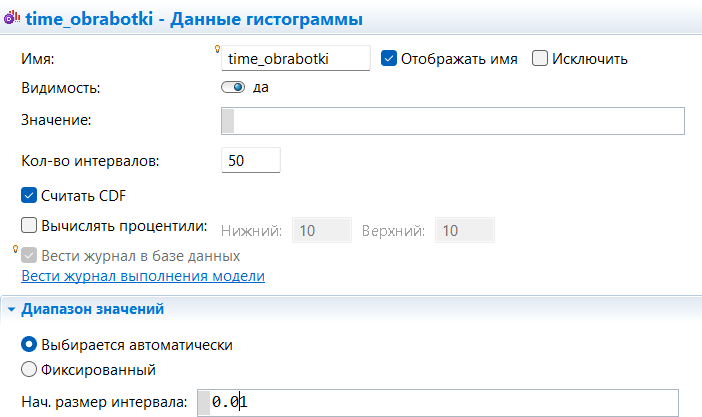 time_obrabotki - Данные гистограммы
Имя: time_obrabotki Отображать имя Исключить
Видимость: да
Значение:
Кол-во интервалов: 50
Считать CDF
Вычислять процентили: Нижний: 10 Верхний: 10
Вести журнал в базе данных
Вести журнал выполнения модели
Диапазон значений
Выбирается автоматически
Фиксированный
Нач. размер интервала: 0.01